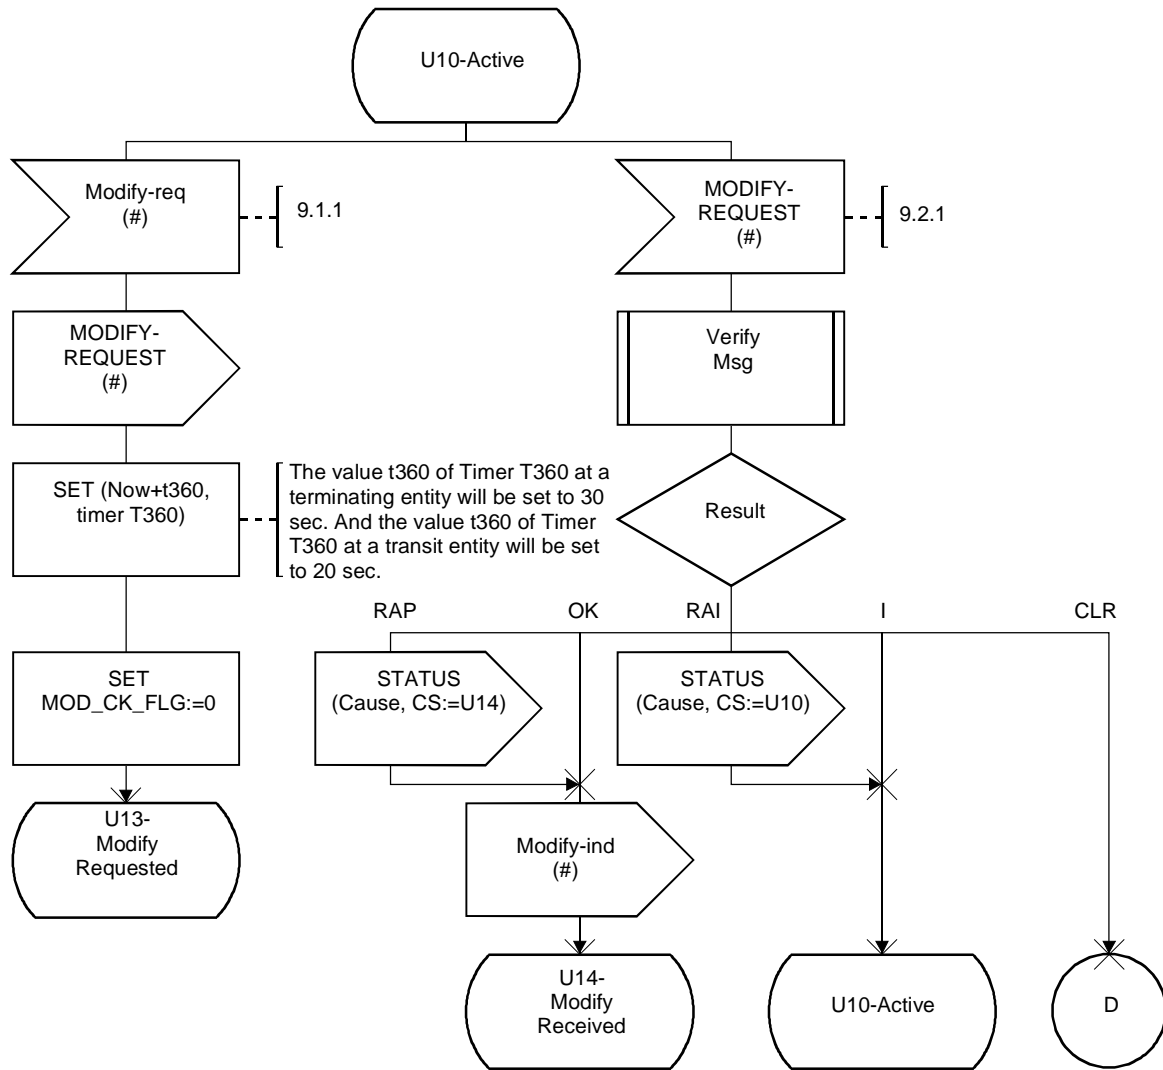 U10-Active
Modify-req
(#)
9.1.1
MODIFY-
REQUEST
(#)
9.2.1
MODIFY-
REQUEST
(#)
Verify
Msg
SET (Now+t360,
timer T360)
The value t360 of Timer T360 at a
terminating entity will be set to 30
sec. And the value t360 of Timer
T360 at a transit entity will be set
to 20 sec.
Result
RAP
OK
RAI
I
CLR
SET
MOD_CK_FLG:=0
STATUS
(Cause, CS:=U14)
STATUS
(Cause, CS:=U10)
U13-
Modify
Requested
Modify-ind
(#)
U14-
Modify
Received
U10-Active
D